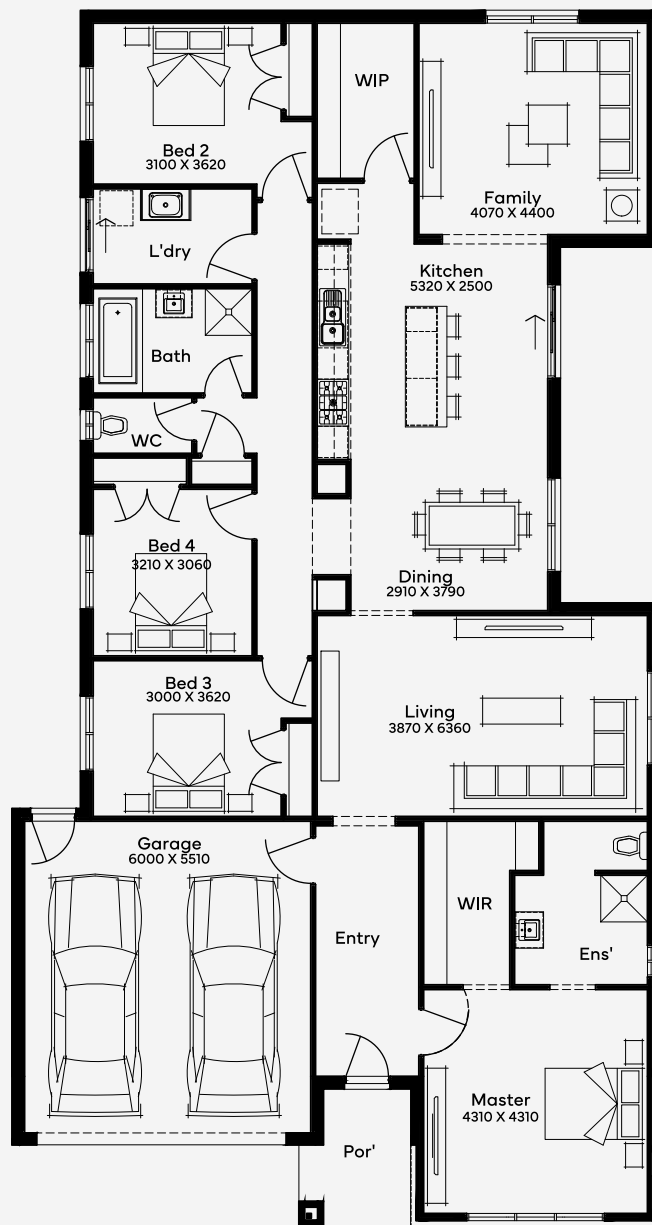 WIP
Bed 2
3100 X 3620
Family
4070 X 4400
L'dry
Kitchen
5320 X 2500
Bath
WC
Bed 4
3210 X 3060
Dining
2910 X 3790
Bed 3
3000 X 3620
Living
3870 X 6360
Garage
6000 X 5510
WIR
Entry
Ens'
Master
4310 X 4310
Por'